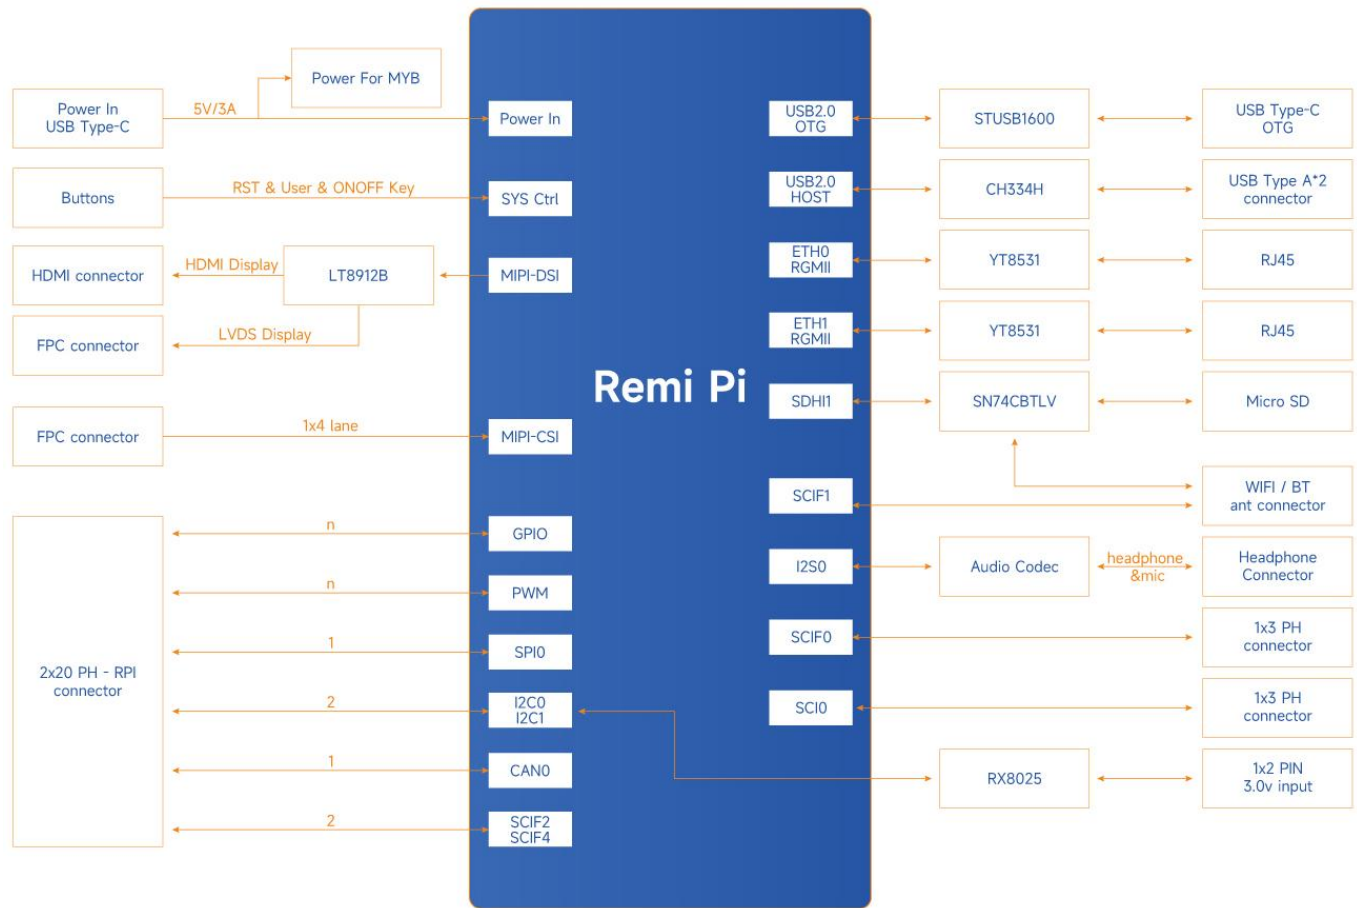 Power For MYB
Power In
USB Type-C
5V/3A
Power In
Buttons
RST & User & ONOFF Key
SYS Ctrl
HDMI connector
HDMI Display
LT8912B
MIPI-DSI
FPC connector
LVDS Display
FPC connector
1x4 lane
MIPI-CSI
2x20 PH - RPI
connector
n
GPIO
n
PWM
1
SPI0
2
I2C0
I2C1
1
CAN0
2
SCIF2
SCIF4
Remi Pi
USB2.0
OTG
STUSB1600
USB Type-C
OTG
USB2.0
HOST
CH334H
USB Type A*2
connector
ETH0
RGMII
YT8531
RJ45
ETH1
RGMII
YT8531
RJ45
SDHI1
SN74CBTLV
Micro SD
SCIF1
WIFI / BT
ant connector
I2S0
Audio Codec
headphone
&mic
Headphone
Connector
SCIF0
1x3 PH
connector
SCI0
1x3 PH
connector
RX8025
1x2 PIN
3.0v input